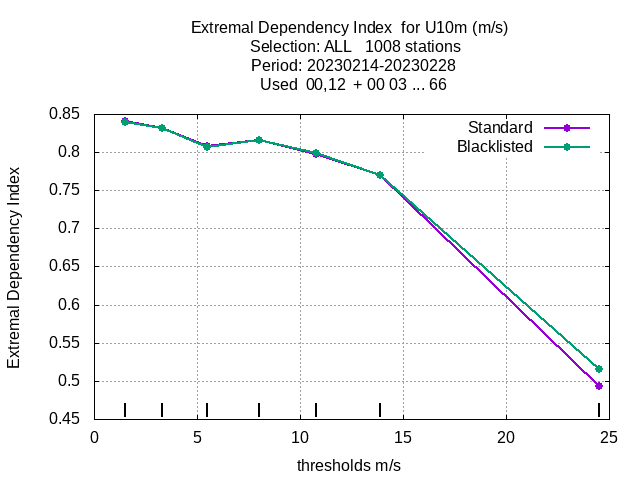 Extremal Dependency Index  for U10m (m/s)
Selection: ALL   1008 stations
Period: 20230214-20230228
Used  00,12  + 00 03 ... 66
Standard
Blacklisted
Extremal Dependency Index
0.85
0.8
0.75
0.7
0.65
0.6
0.55
0.5
0.45
0 5 10 15 20 25
thresholds m/s